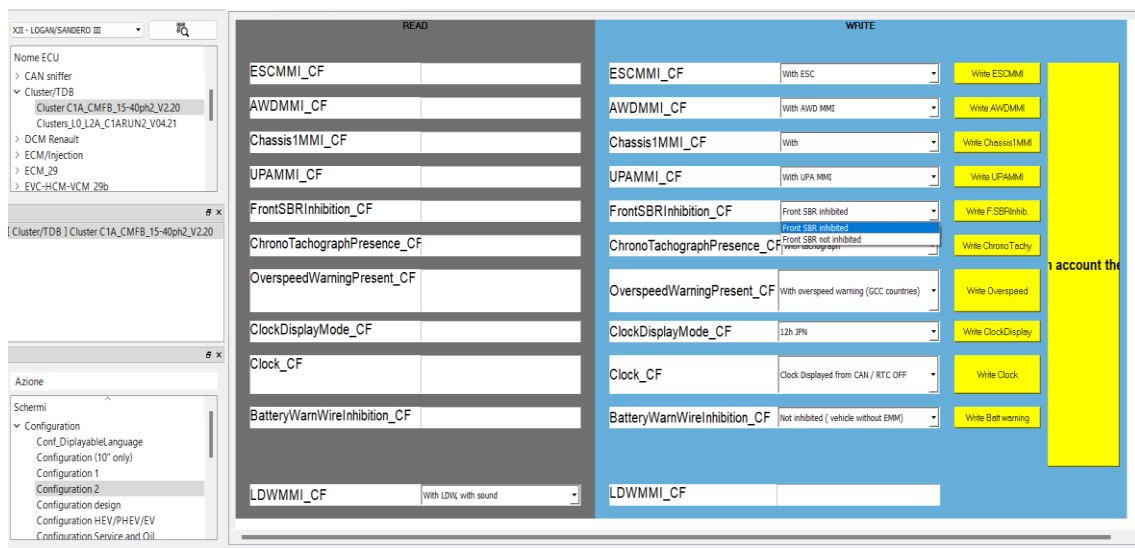 XJI - LOGAN/SANDERO III
Nome ECU
CAN sniffer
Cluster/TDB
Cluster C1A_CMFB_15-40ph2_V2.20
Clusters_L0_L2A_C1ARUN2_V04.21
DCM Renault
ECM/Injection
ECM_29
EVC-HCM-VCM_29b
[ Cluster/TDB ] Cluster C1A_CMFB_15-40ph2_V2.20
Azione
Schermi
Configuration
Conf_DiplayableLanguage
Configuration (10" only)
Configuration 1
Configuration 2
Configuration design
Configuration HEV/PHEV/EV
Configuration Service and Oil
READ
ESCMMI_CF
AWDMMI_CF
Chassis1MMI_CF
UPAMMI_CF
FrontSBRInhibition_CF
ChronoTachographPresence_CF
OverspeedWarningPresent_CF
ClockDisplayMode_CF
Clock_CF
BatteryWarnWireInhibition_CF
LDWMMI_CF With LDW, with sound
WRITE
ESCMMI_CF With ESC Write ESCMMI
AWDMMI_CF With AWD MMI Write AWDMMI
Chassis1MMI_CF With Write Chassis1MMI
UPAMMI_CF With UPA MMI Write UPAMMI
FrontSBRInhibition_CF Front SBR inhibited Write F.SBRInhib.
Front SBR inhibited
Front SBR not inhibited
ChronoTachographPresence_CF With tachograph Write ChronoTachy
OverspeedWarningPresent_CF With overspeed warning (GCC countries) Write Overspeed
ClockDisplayMode_CF 12h JPN Write ClockDisplay
Clock_CF Clock Displayed from CAN / RTC OFF Write Clock
BatteryWarnWireInhibition_CF Not inhibited ( vehicle without EMM) Write Battwarning
LDWMMI_CF
account the